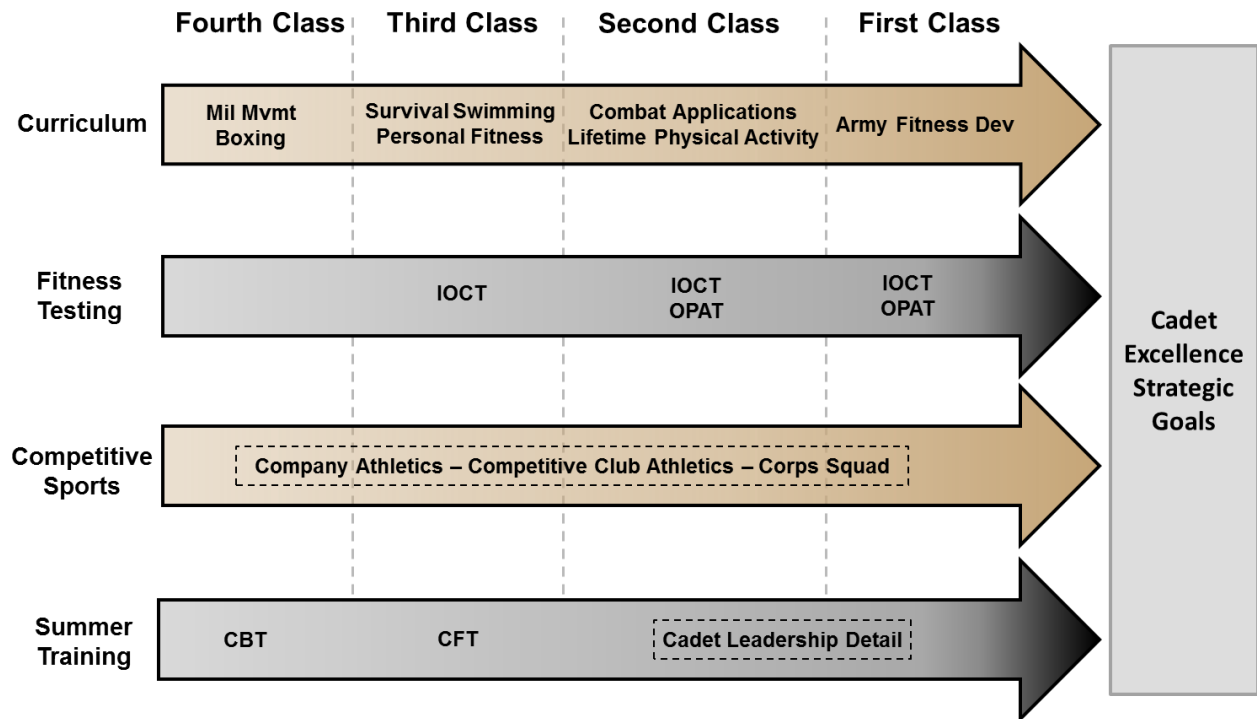 Fourth Class Third Class Second Class First Class
Curriculum
Mil Mvmt
Boxing
Survival Swimming
Personal Fitness
Combat Applications
Lifetime Physical Activity
Army Fitness Dev
Fitness
Testing
IOCT
IOCT
OPAT
IOCT
OPAT
Competitive
Sports
Company Athletics – Competitive Club Athletics – Corps Squad
Summer
Training
CBT
CFT
Cadet Leadership Detail
Cadet
Excellence
Strategic
Goals